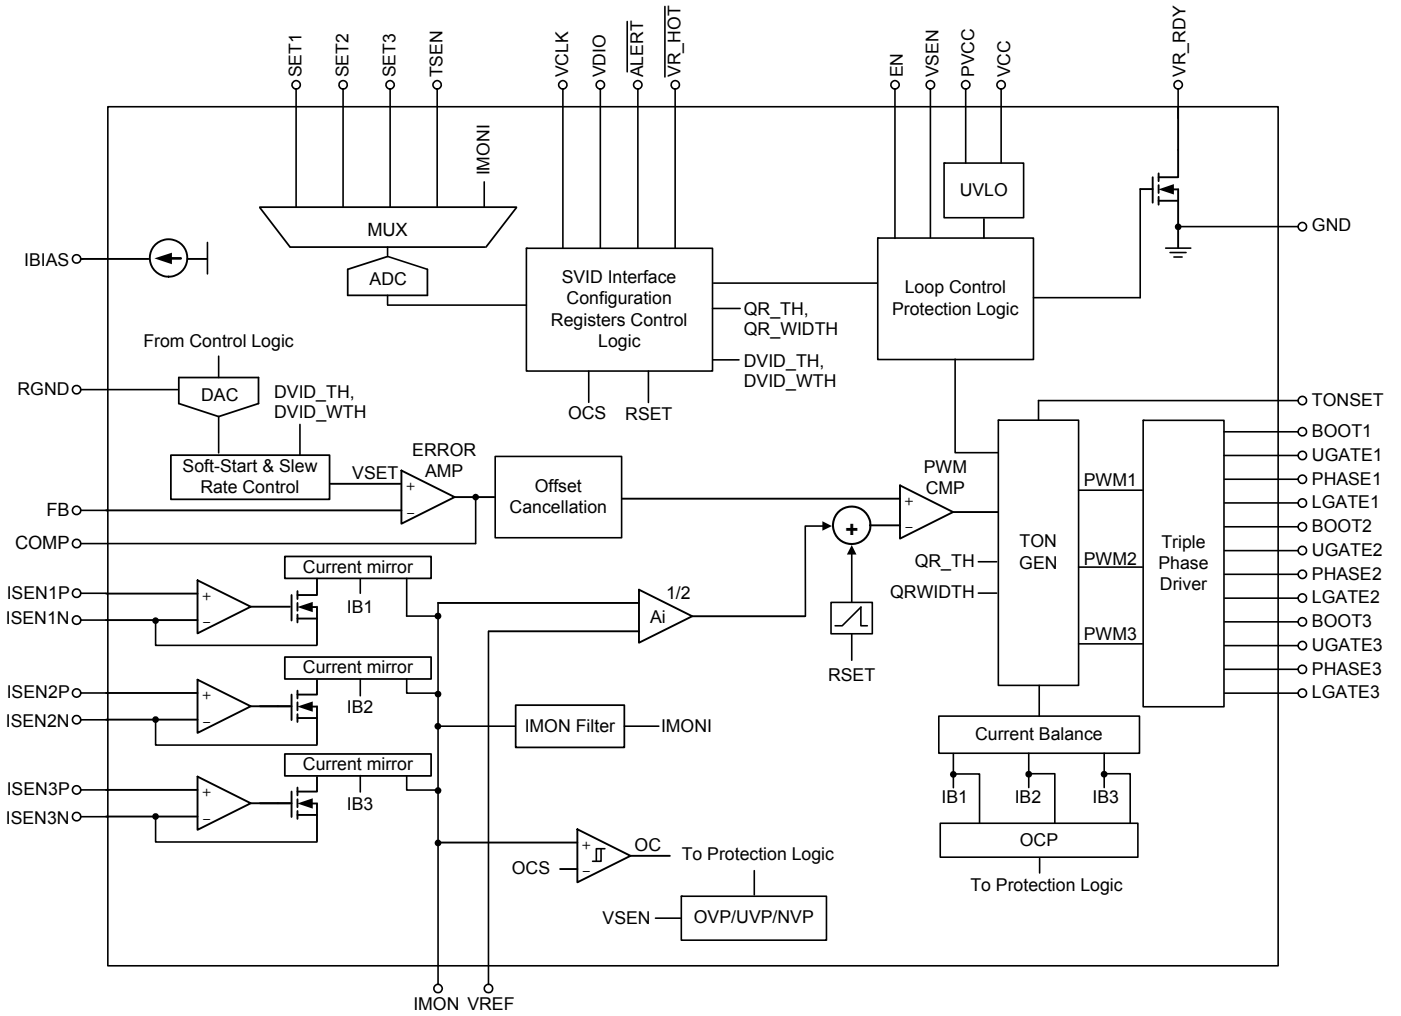 SET1
SET2
SET3
TSEN
VCLK
VDIO
ALERT
VR_HOT
EN
VSEN
PVCC
VCC
VR_RDY
IMONI
MUX
ADC
UVLO
IBIAS
GND
SVID Interface
Configuration
Registers Control
Logic
Loop Control
Protection Logic
QR_TH,
QR_WIDTH
DVID_TH,
DVID_WTH
OCS
RSET
From Control Logic
RGND
DAC
DVID_TH,
DVID_WTH
Soft-Start & Slew
Rate Control
VSET
ERROR
AMP
+
−
Offset
Cancellation
PWM
CMP
+
−
+
FB
COMP
TONSET
BOOT1
UGATE1
PHASE1
LGATE1
BOOT2
UGATE2
PHASE2
LGATE2
BOOT3
UGATE3
PHASE3
LGATE3
TON
GEN
PWM1
PWM2
PWM3
Triple
Phase
Driver
QR_TH
QRWIDTH
RSET
1/2
Ai
ISEN1P
ISEN1N
+
−
Current mirror
IB1
ISEN2P
ISEN2N
+
−
Current mirror
IB2
ISEN3P
ISEN3N
+
−
Current mirror
IB3
IMON Filter
IMONI
Current Balance
IB1
IB2
IB3
OCP
To Protection Logic
OCS
+
−
OC
To Protection Logic
VSEN
OVP/UVP/NVP
IMON
VREF